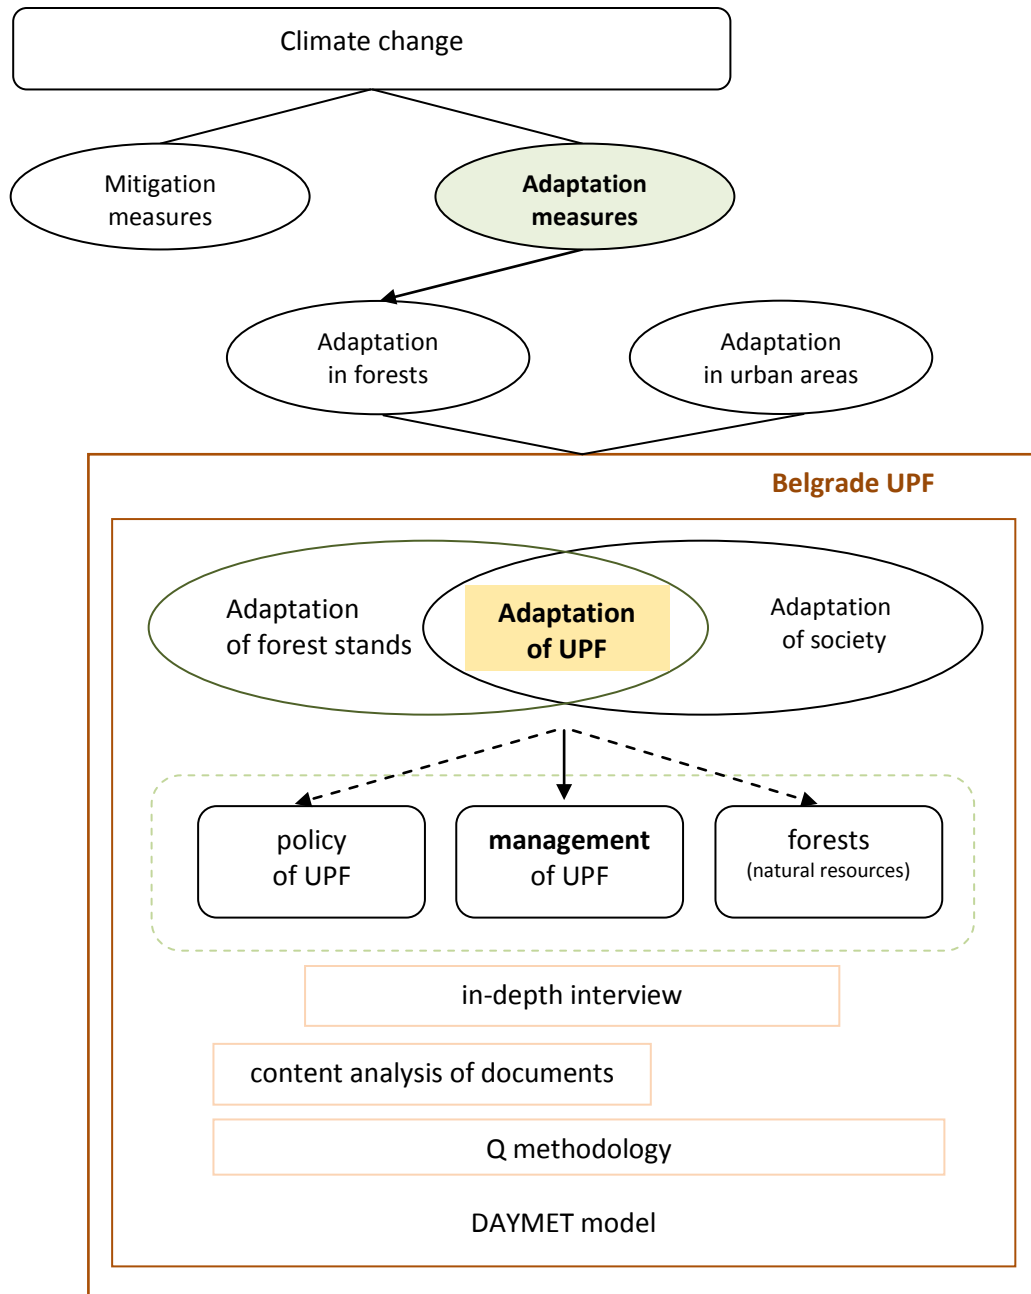 Climate change
Mitigation
measures
Adaptation
measures
Adaptation
in forests
Adaptation
in urban areas
Belgrade UPF
Adaptation
of forest stands
Adaptation
of UPF
Adaptation
of society
policy
of UPF
management
of UPF
forests
(natural resources)
in-depth interview
content analysis of documents
Q methodology
DAYMET model